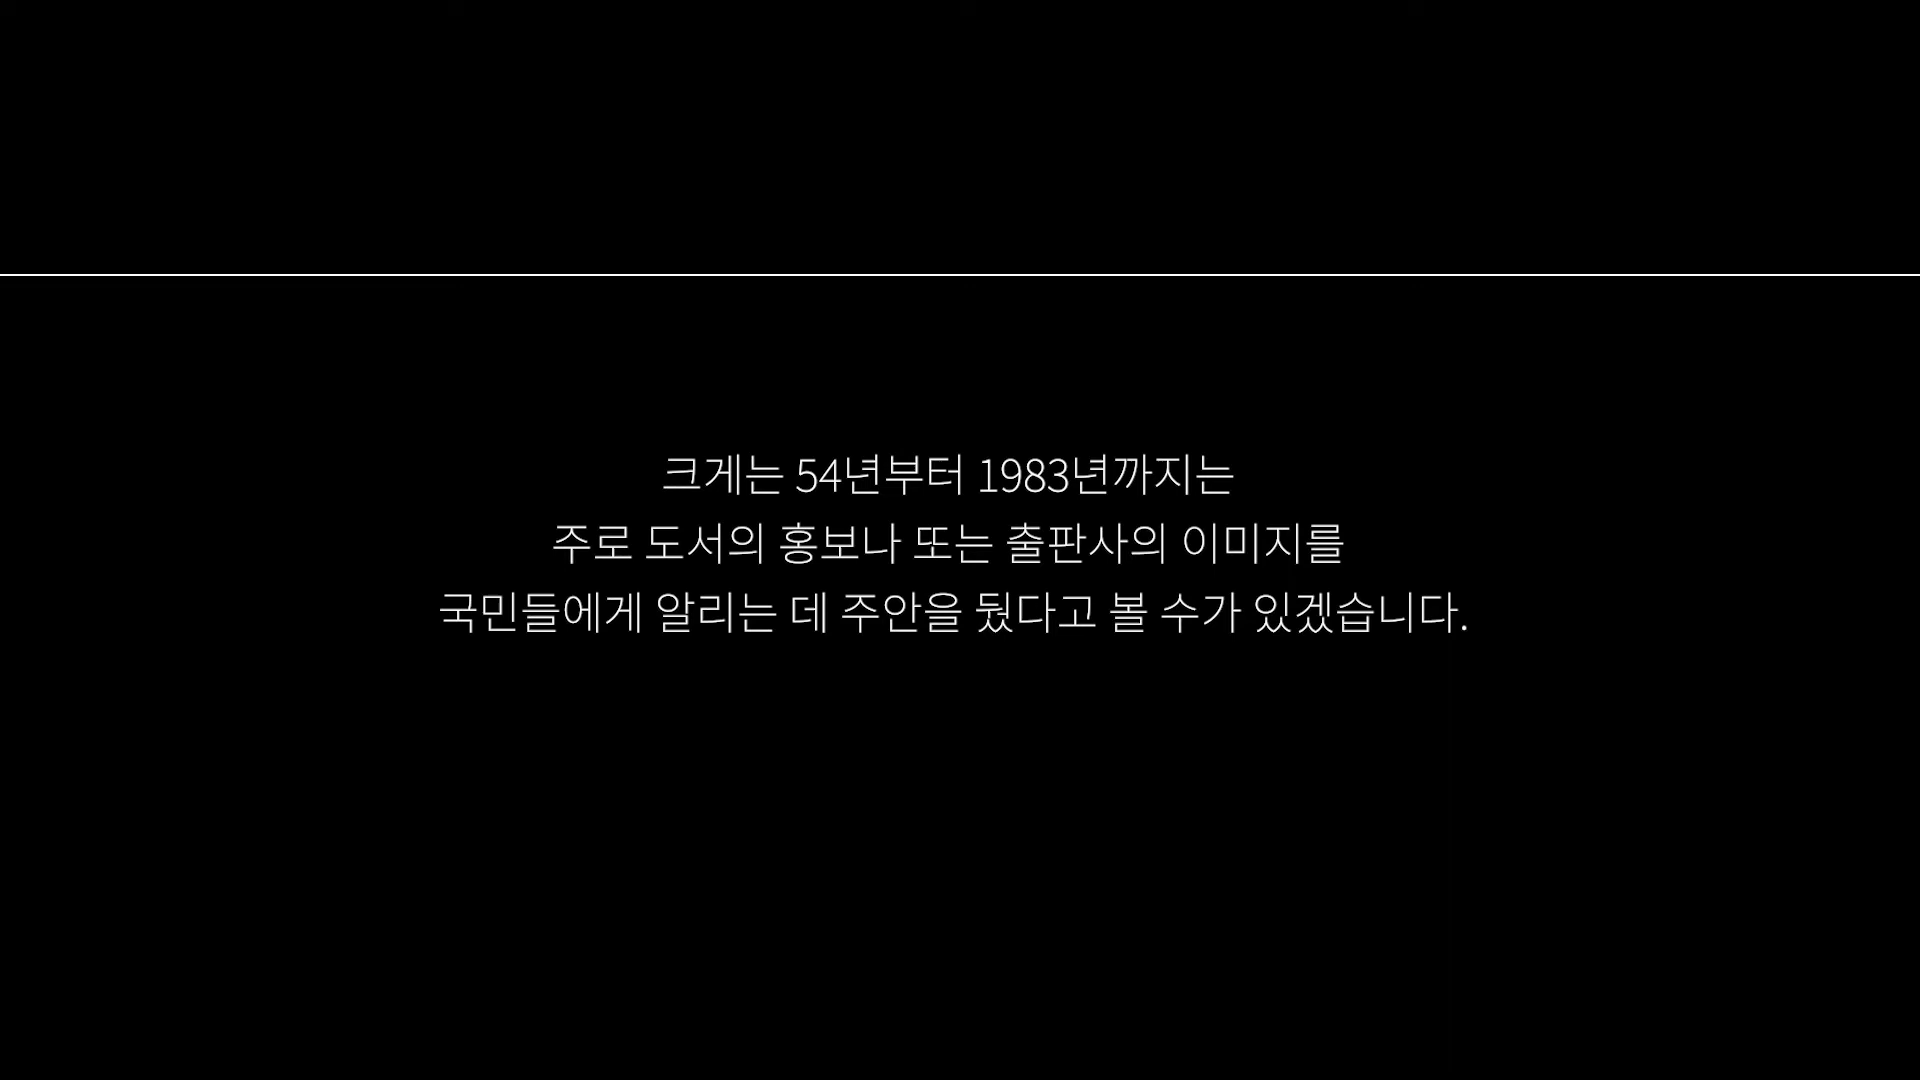 크게는 54년부터 1983년까지는
주로 도서의 홍보나 또는 출판사의 이미지를
국민들에게 알리는 데 주안을 뒀다고 볼 수가 있겠습니다.